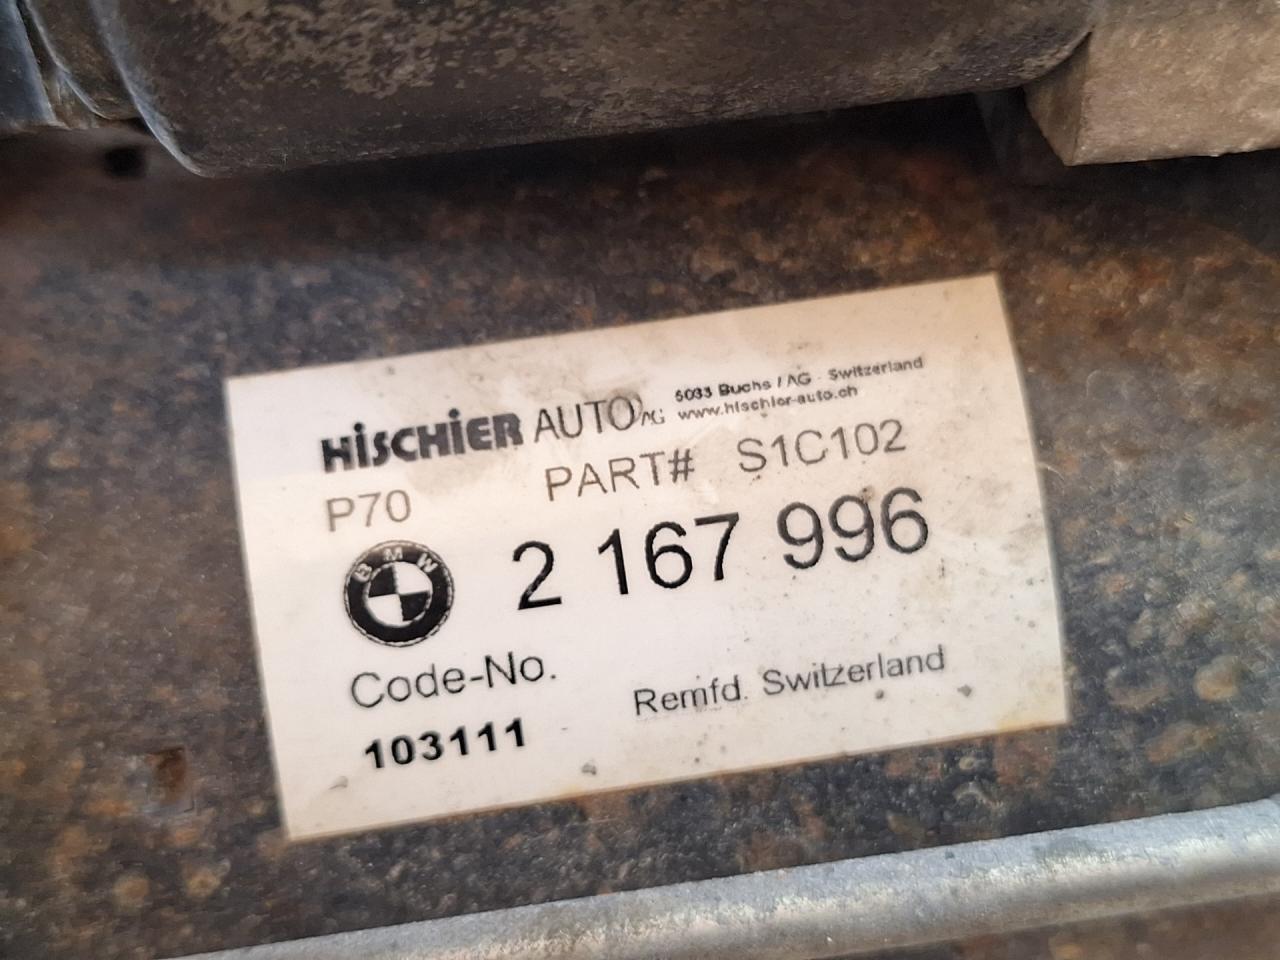 HiSCHiER AUTO AG 5033 Buchs / AG - Switzerland
www.hischier-auto.ch
P70 PART# S1C102
BMW 2 167 996
Code-No. Remfd. Switzerland
103111